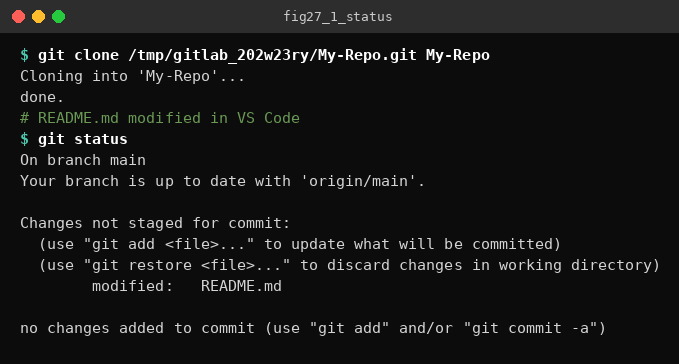 fig27_1_status
$ git clone /tmp/gitlab_202w23ry/My-Repo.git My-Repo
Cloning into 'My-Repo'...
done.
# README.md modified in VS Code
$ git status
On branch main
Your branch is up to date with 'origin/main'.

Changes not staged for commit:
  (use "git add <file>..." to update what will be committed)
  (use "git restore <file>..." to discard changes in working directory)
        modified:   README.md

no changes added to commit (use "git add" and/or "git commit -a")